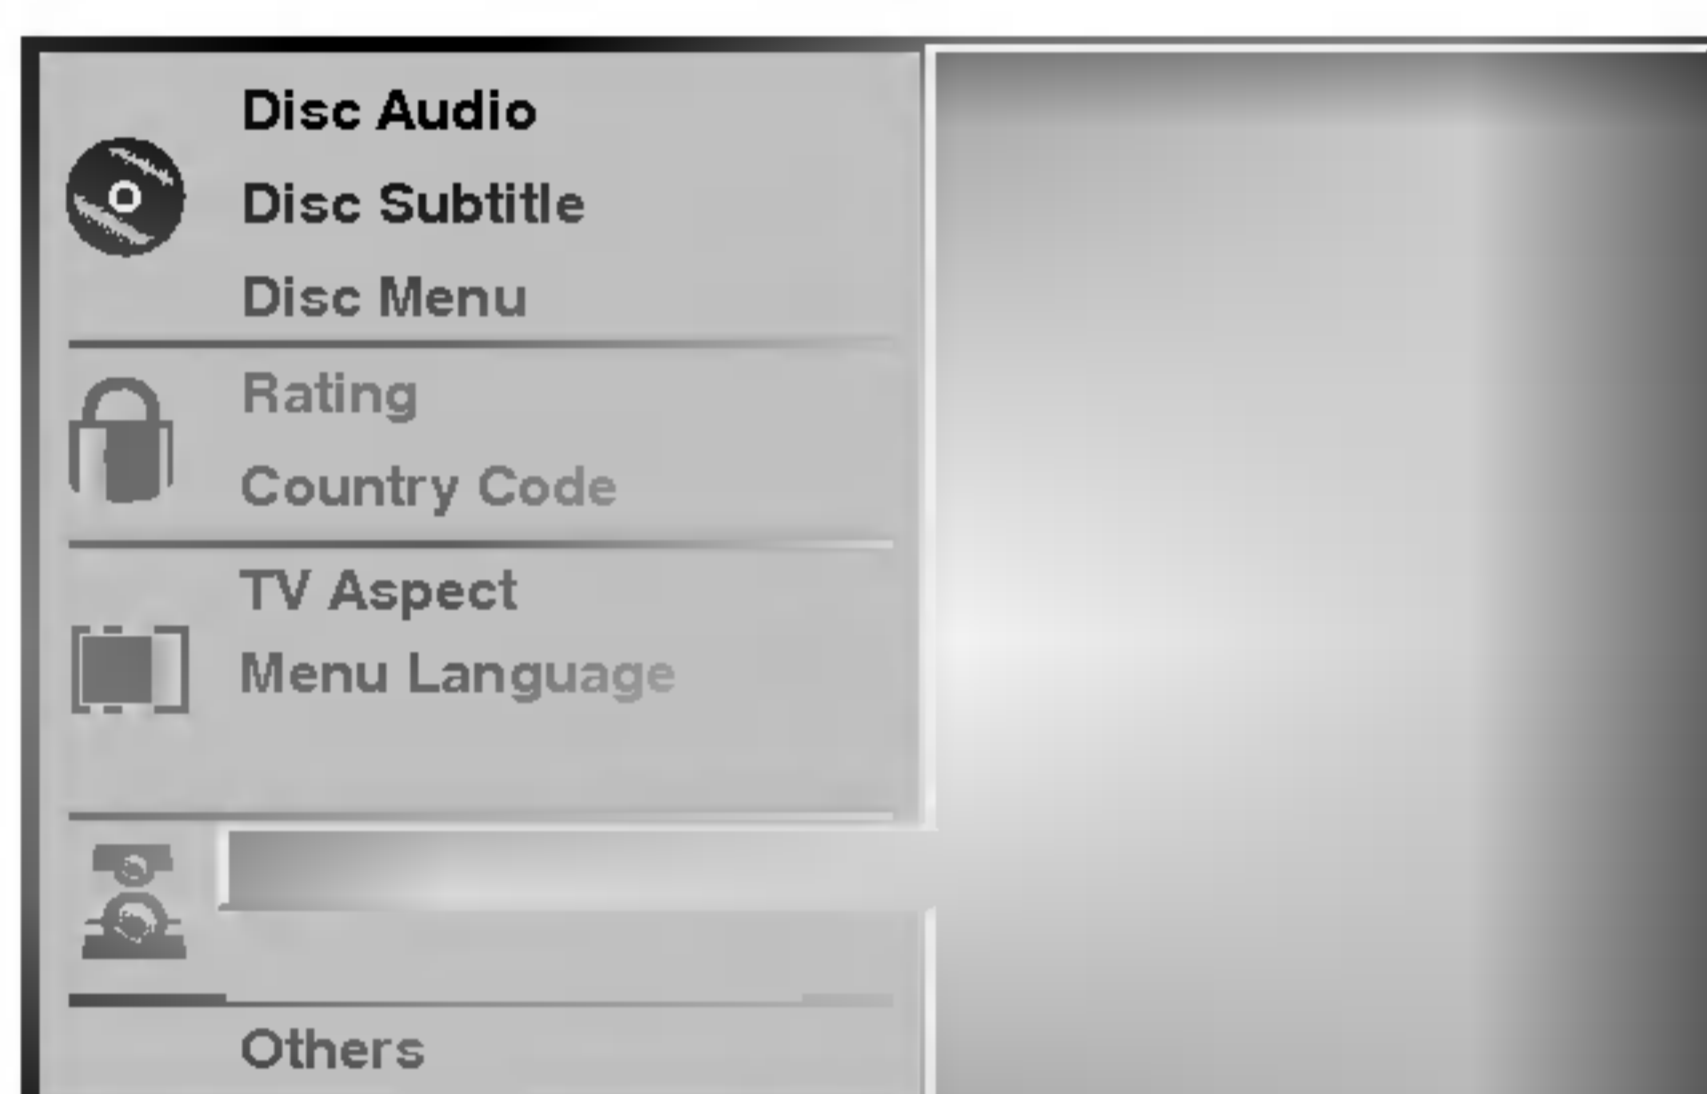 Disc Audio
Disc Subtitle
Disc Menu
Rating
Country Code
TV Aspect
Menu Language
Others